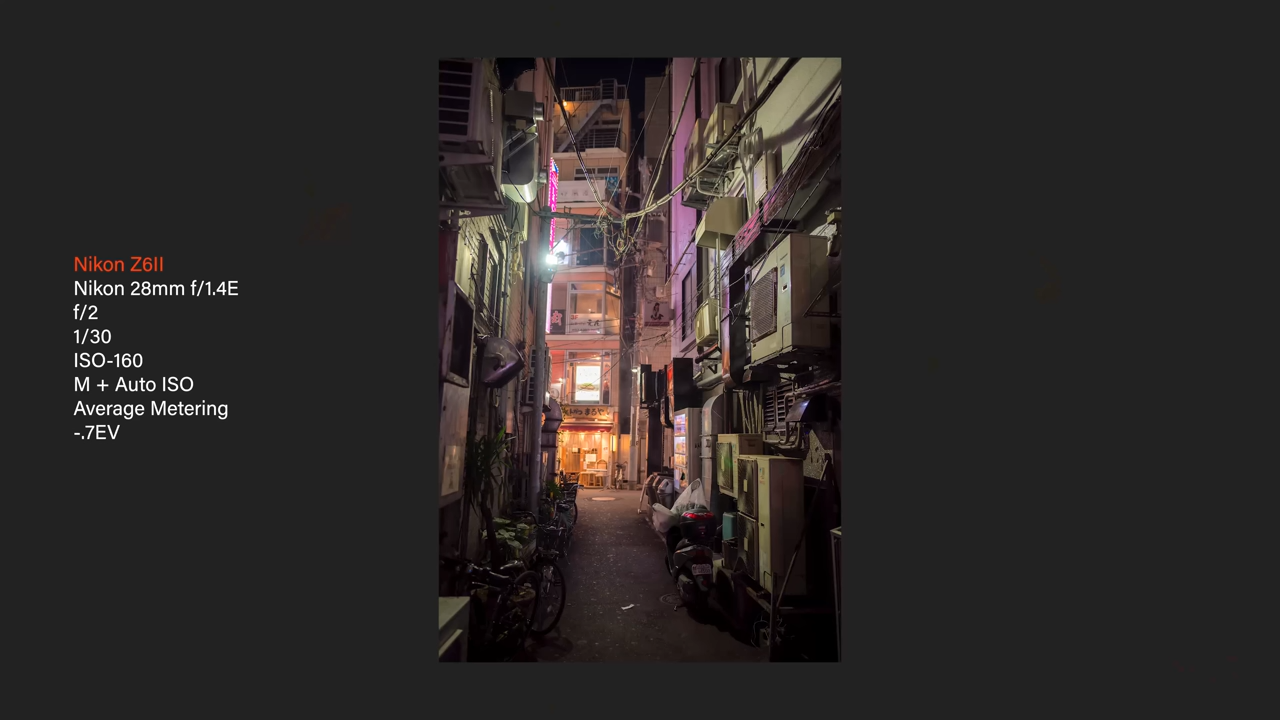 Nikon Z6II
Nikon 28mm f/1.4E
f/2
1/30
ISO-160
M + Auto ISO
Average Metering
-.7EV